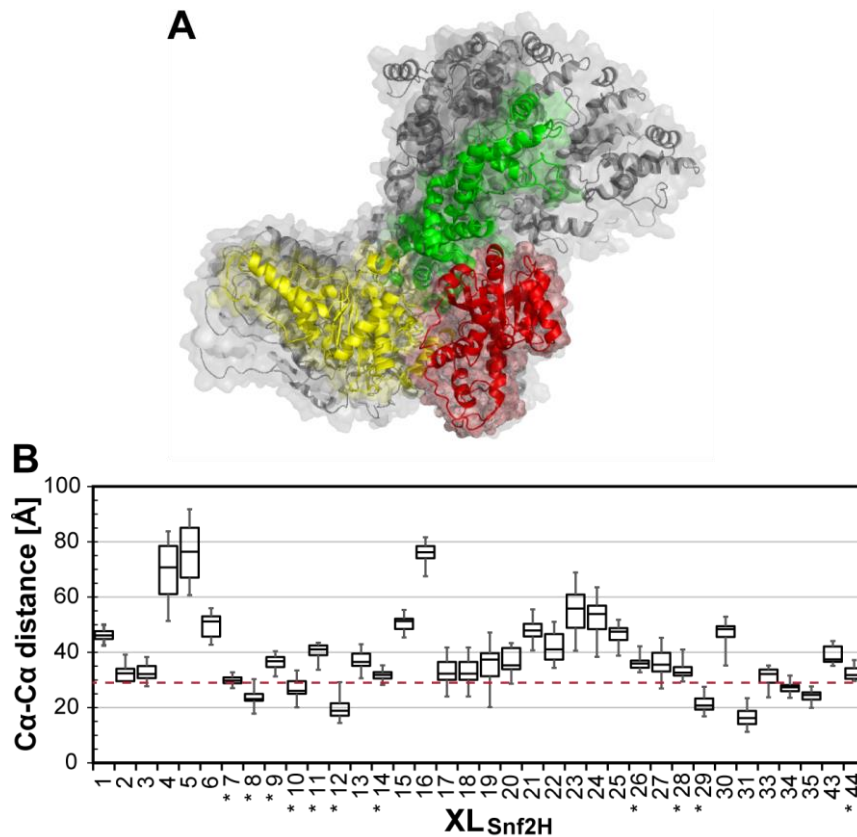 A
B
Cα-Cα distance [Å]
100
80
60
40
20
0
1 2 3 4 5 6 * 7 * 8 * 9 * 10 * 11 * 12 13 * 14 15 16 17 18 19 20 21 22 23 24 25 * 26 27 * 28 * 29 30 31 33 34 35 43 * 44
XL Snf2H